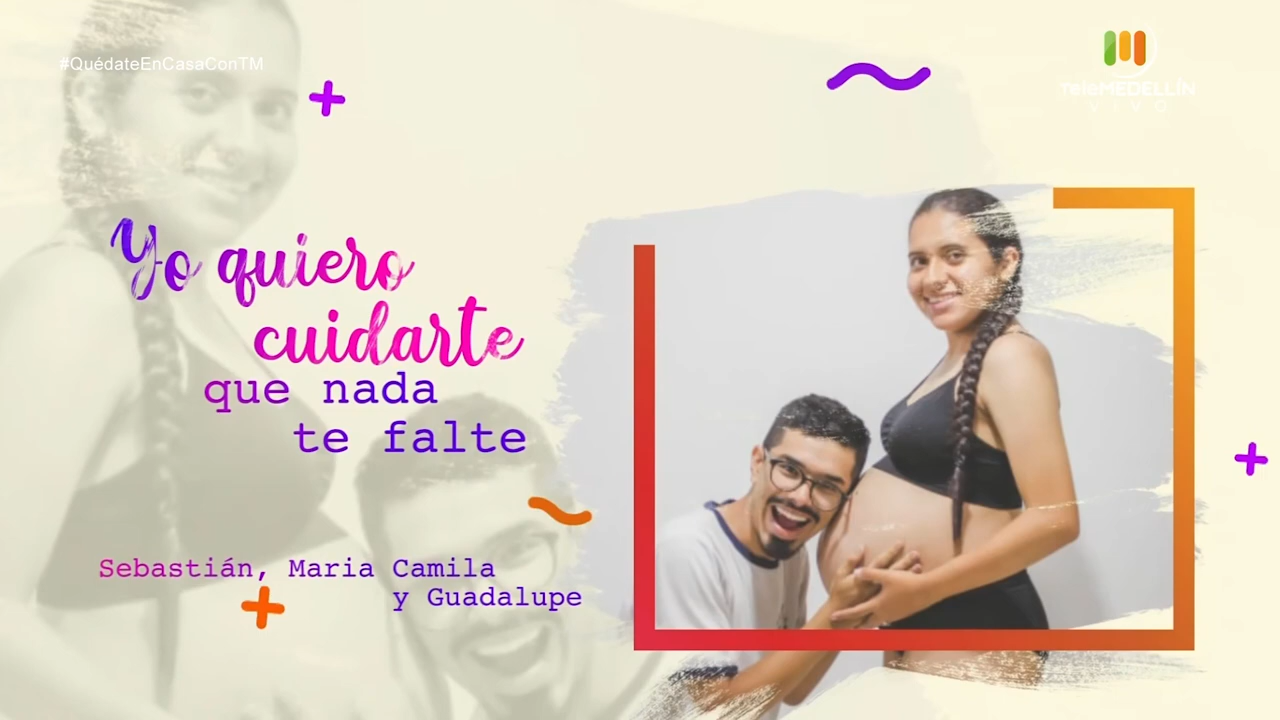 #QuédateEnCasaConTM
TeleMEDELLÍN
VIVO
Yo quiero
cuidarte
que nada
te falte
Sebastián, Maria Camila
y Guadalupe